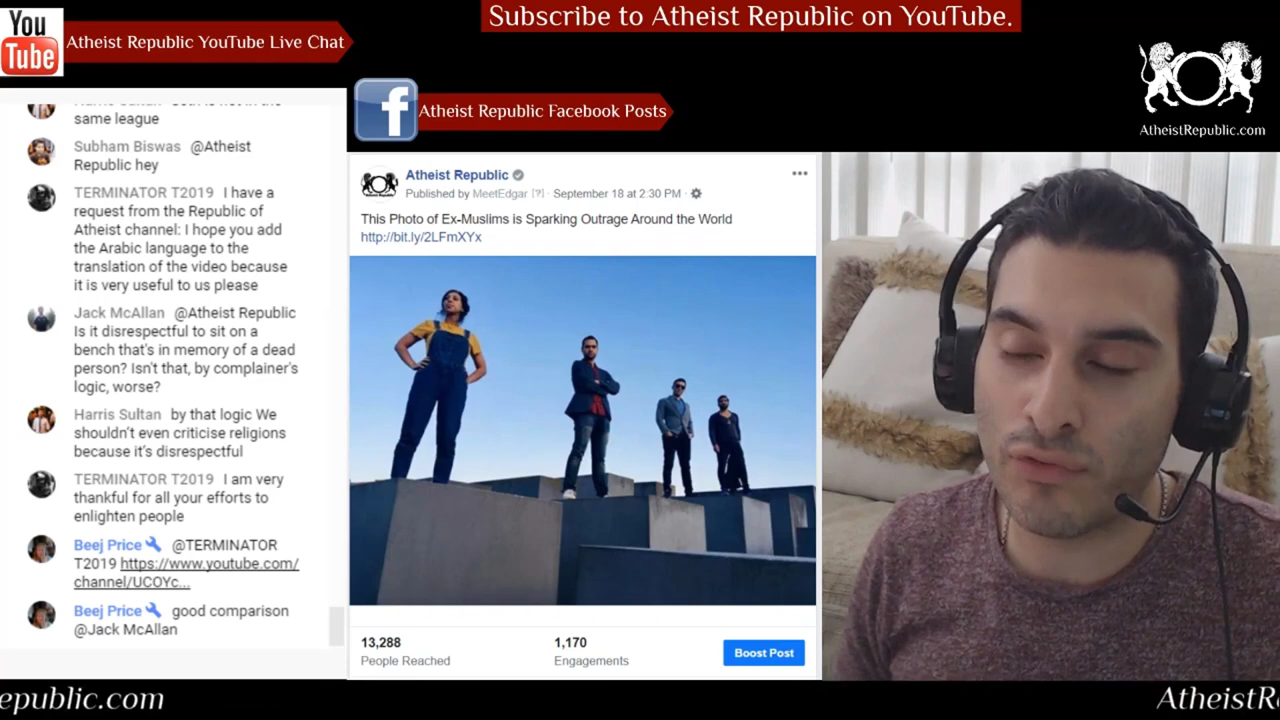 Subscribe to Atheist Republic on YouTube.
You
Tube
Atheist Republic YouTube Live Chat
f
Atheist Republic Facebook Posts
AtheistRepublic.com
same league
Subham Biswas @Atheist
Republic hey
TERMINATOR T2019 I have a
request from the Republic of
Atheist channel: I hope you add
the Arabic language to the
translation of the video because
it is very useful to us please
Jack McAllan @Atheist Republic
Is it disrespectful to sit on a
bench that's in memory of a dead
person? Isn't that, by complainer's
logic, worse?
Harris Sultan by that logic We
shouldn't even criticise religions
because it's disrespectful
TERMINATOR T2019 I am very
thankful for all your efforts to
enlighten people
Beej Price @TERMINATOR
T2019 https://www.youtube.com/
channel/UCOYc...
Beej Price good comparison
@Jack McAllan
Atheist Republic
Published by MeetEdgar [?] · September 18 at 2:30 PM ·
This Photo of Ex-Muslims is Sparking Outrage Around the World
http://bit.ly/2LFmXYx
13,288
People Reached
1,170
Engagements
Boost Post
epublic.com
AtheistR